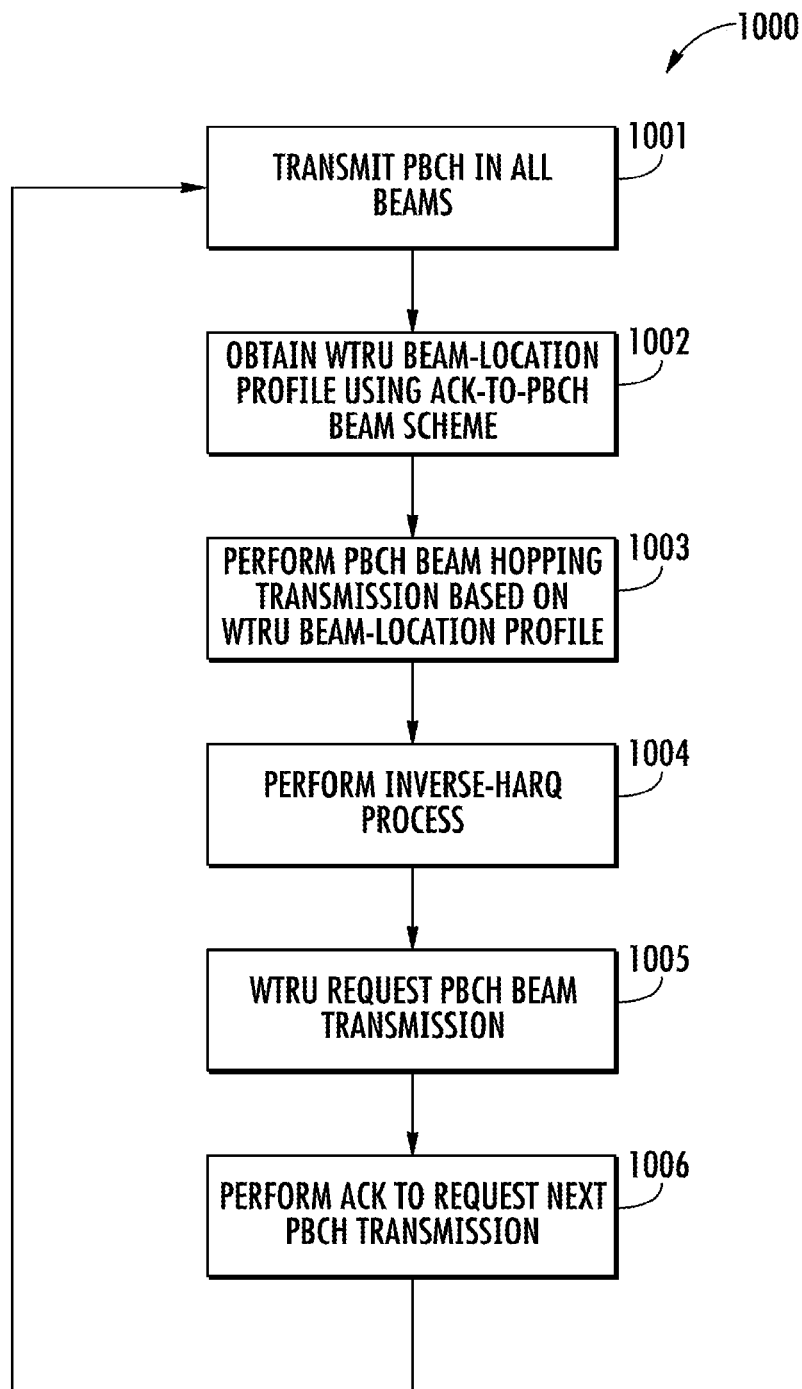 1000
1001
TRANSMIT PBCH IN ALL
BEAMS
1002
OBTAIN WTRU BEAM-LOCATION
PROFILE USING ACK-TO-PBCH
BEAM SCHEME
1003
PERFORM PBCH BEAM HOPPING
TRANSMISSION BASED ON
WTRU BEAM-LOCATION PROFILE
1004
PERFORM INVERSE-HARQ
PROCESS
1005
WTRU REQUEST PBCH BEAM
TRANSMISSION
1006
PERFORM ACK TO REQUEST NEXT
PBCH TRANSMISSION